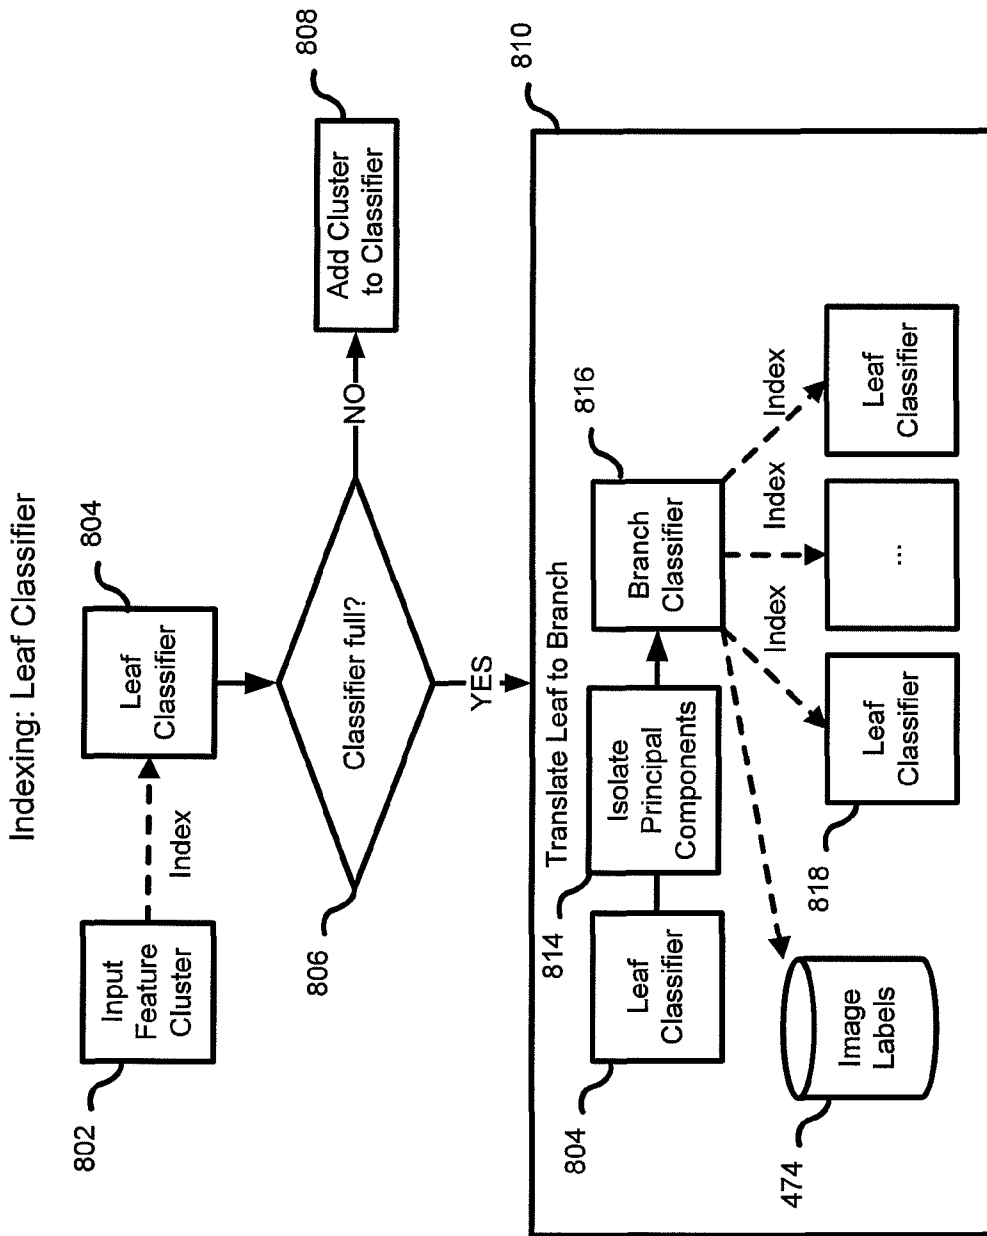 Indexing: Leaf Classifier
802
Input
Feature
Cluster
Index
804
Leaf
Classifier
806
Classifier full?
NO
808
Add Cluster
to Classifier
YES
810
Translate Leaf to Branch
804
Leaf
Classifier
814
Isolate
Principal
Components
816
Branch
Classifier
Index
Index
Index
474
Image
Labels
818
Leaf
Classifier
...
Leaf
Classifier